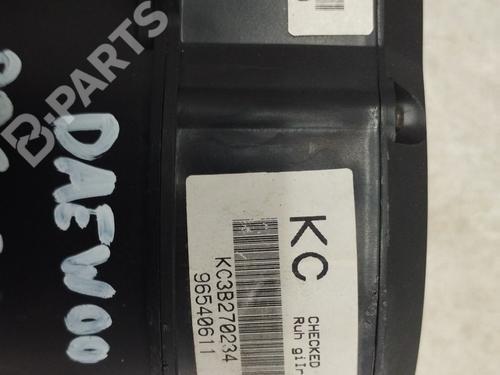 B-PARTS
DAEWOO
KC
CHECKED
KC3B270234
96540611